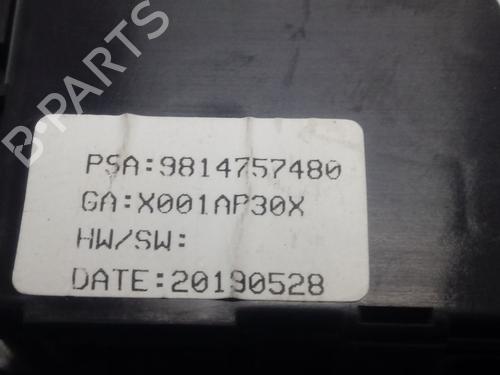 B-PARTS
PSA:9814757480
GA:X001AP30X
HW/SW:
DATE:20190528